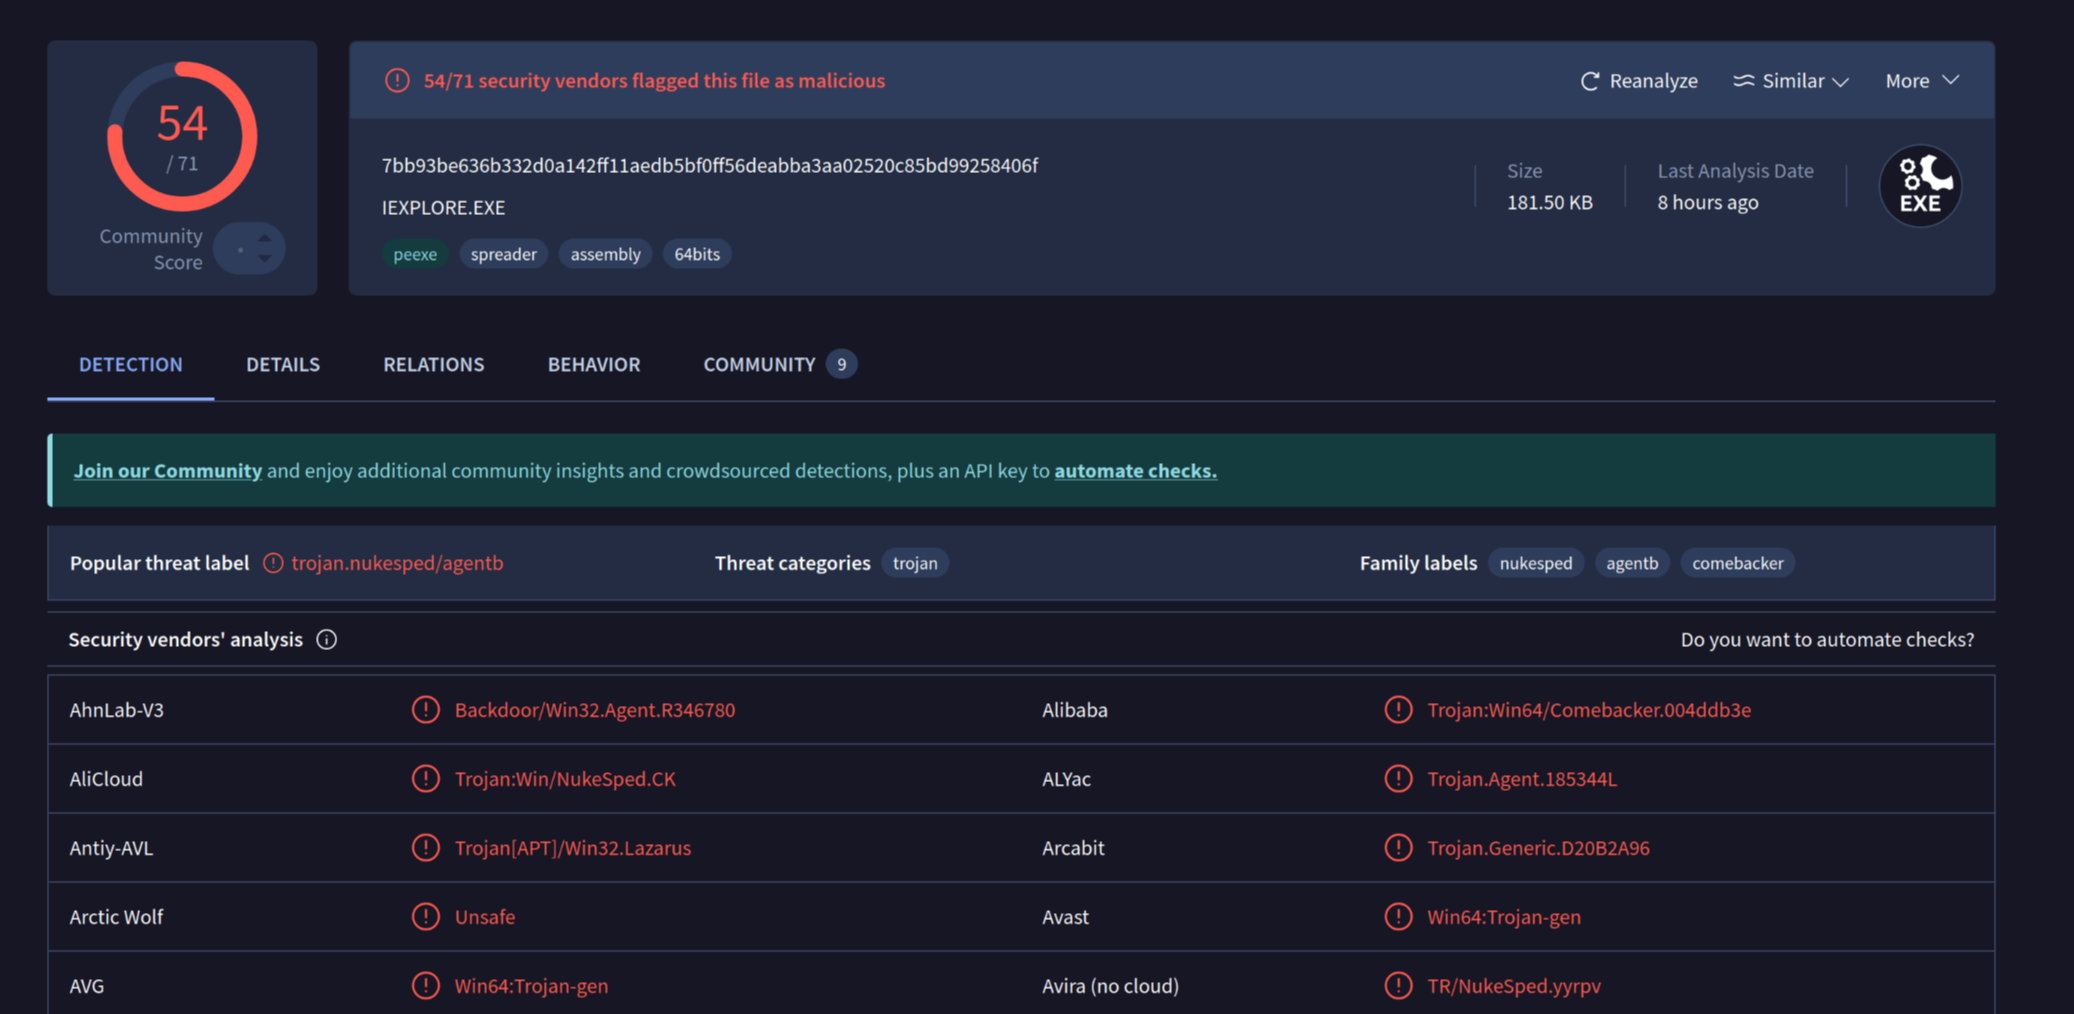 54
/ 71
Community
Score
54/71 security vendors flagged this file as malicious
Reanalyze
Similar
More
7bb93be636b332d0a142ff11aedb5bf0ff56deabba3aa02520c85bd99258406f
IEXPLORE.EXE
peexe
spreader
assembly
64bits
Size
181.50 KB
Last Analysis Date
8 hours ago
EXE
DETECTION
DETAILS
RELATIONS
BEHAVIOR
COMMUNITY 9
Join our Community and enjoy additional community insights and crowdsourced detections, plus an API key to automate checks.
Popular threat label trojan.nukesped/agentb
Threat categories trojan
Family labels nukesped agentb comebacker
Security vendors' analysis
Do you want to automate checks?
AhnLab-V3 Backdoor/Win32.Agent.R346780 Alibaba Trojan:Win64/Comebacker.004ddb3e
AliCloud Trojan:Win/NukeSped.CK ALYac Trojan.Agent.185344L
Antiy-AVL Trojan[APT]/Win32.Lazarus Arcabit Trojan.Generic.D20B2A96
Arctic Wolf Unsafe Avast Win64:Trojan-gen
AVG Win64:Trojan-gen Avira (no cloud) TR/NukeSped.yyrpv